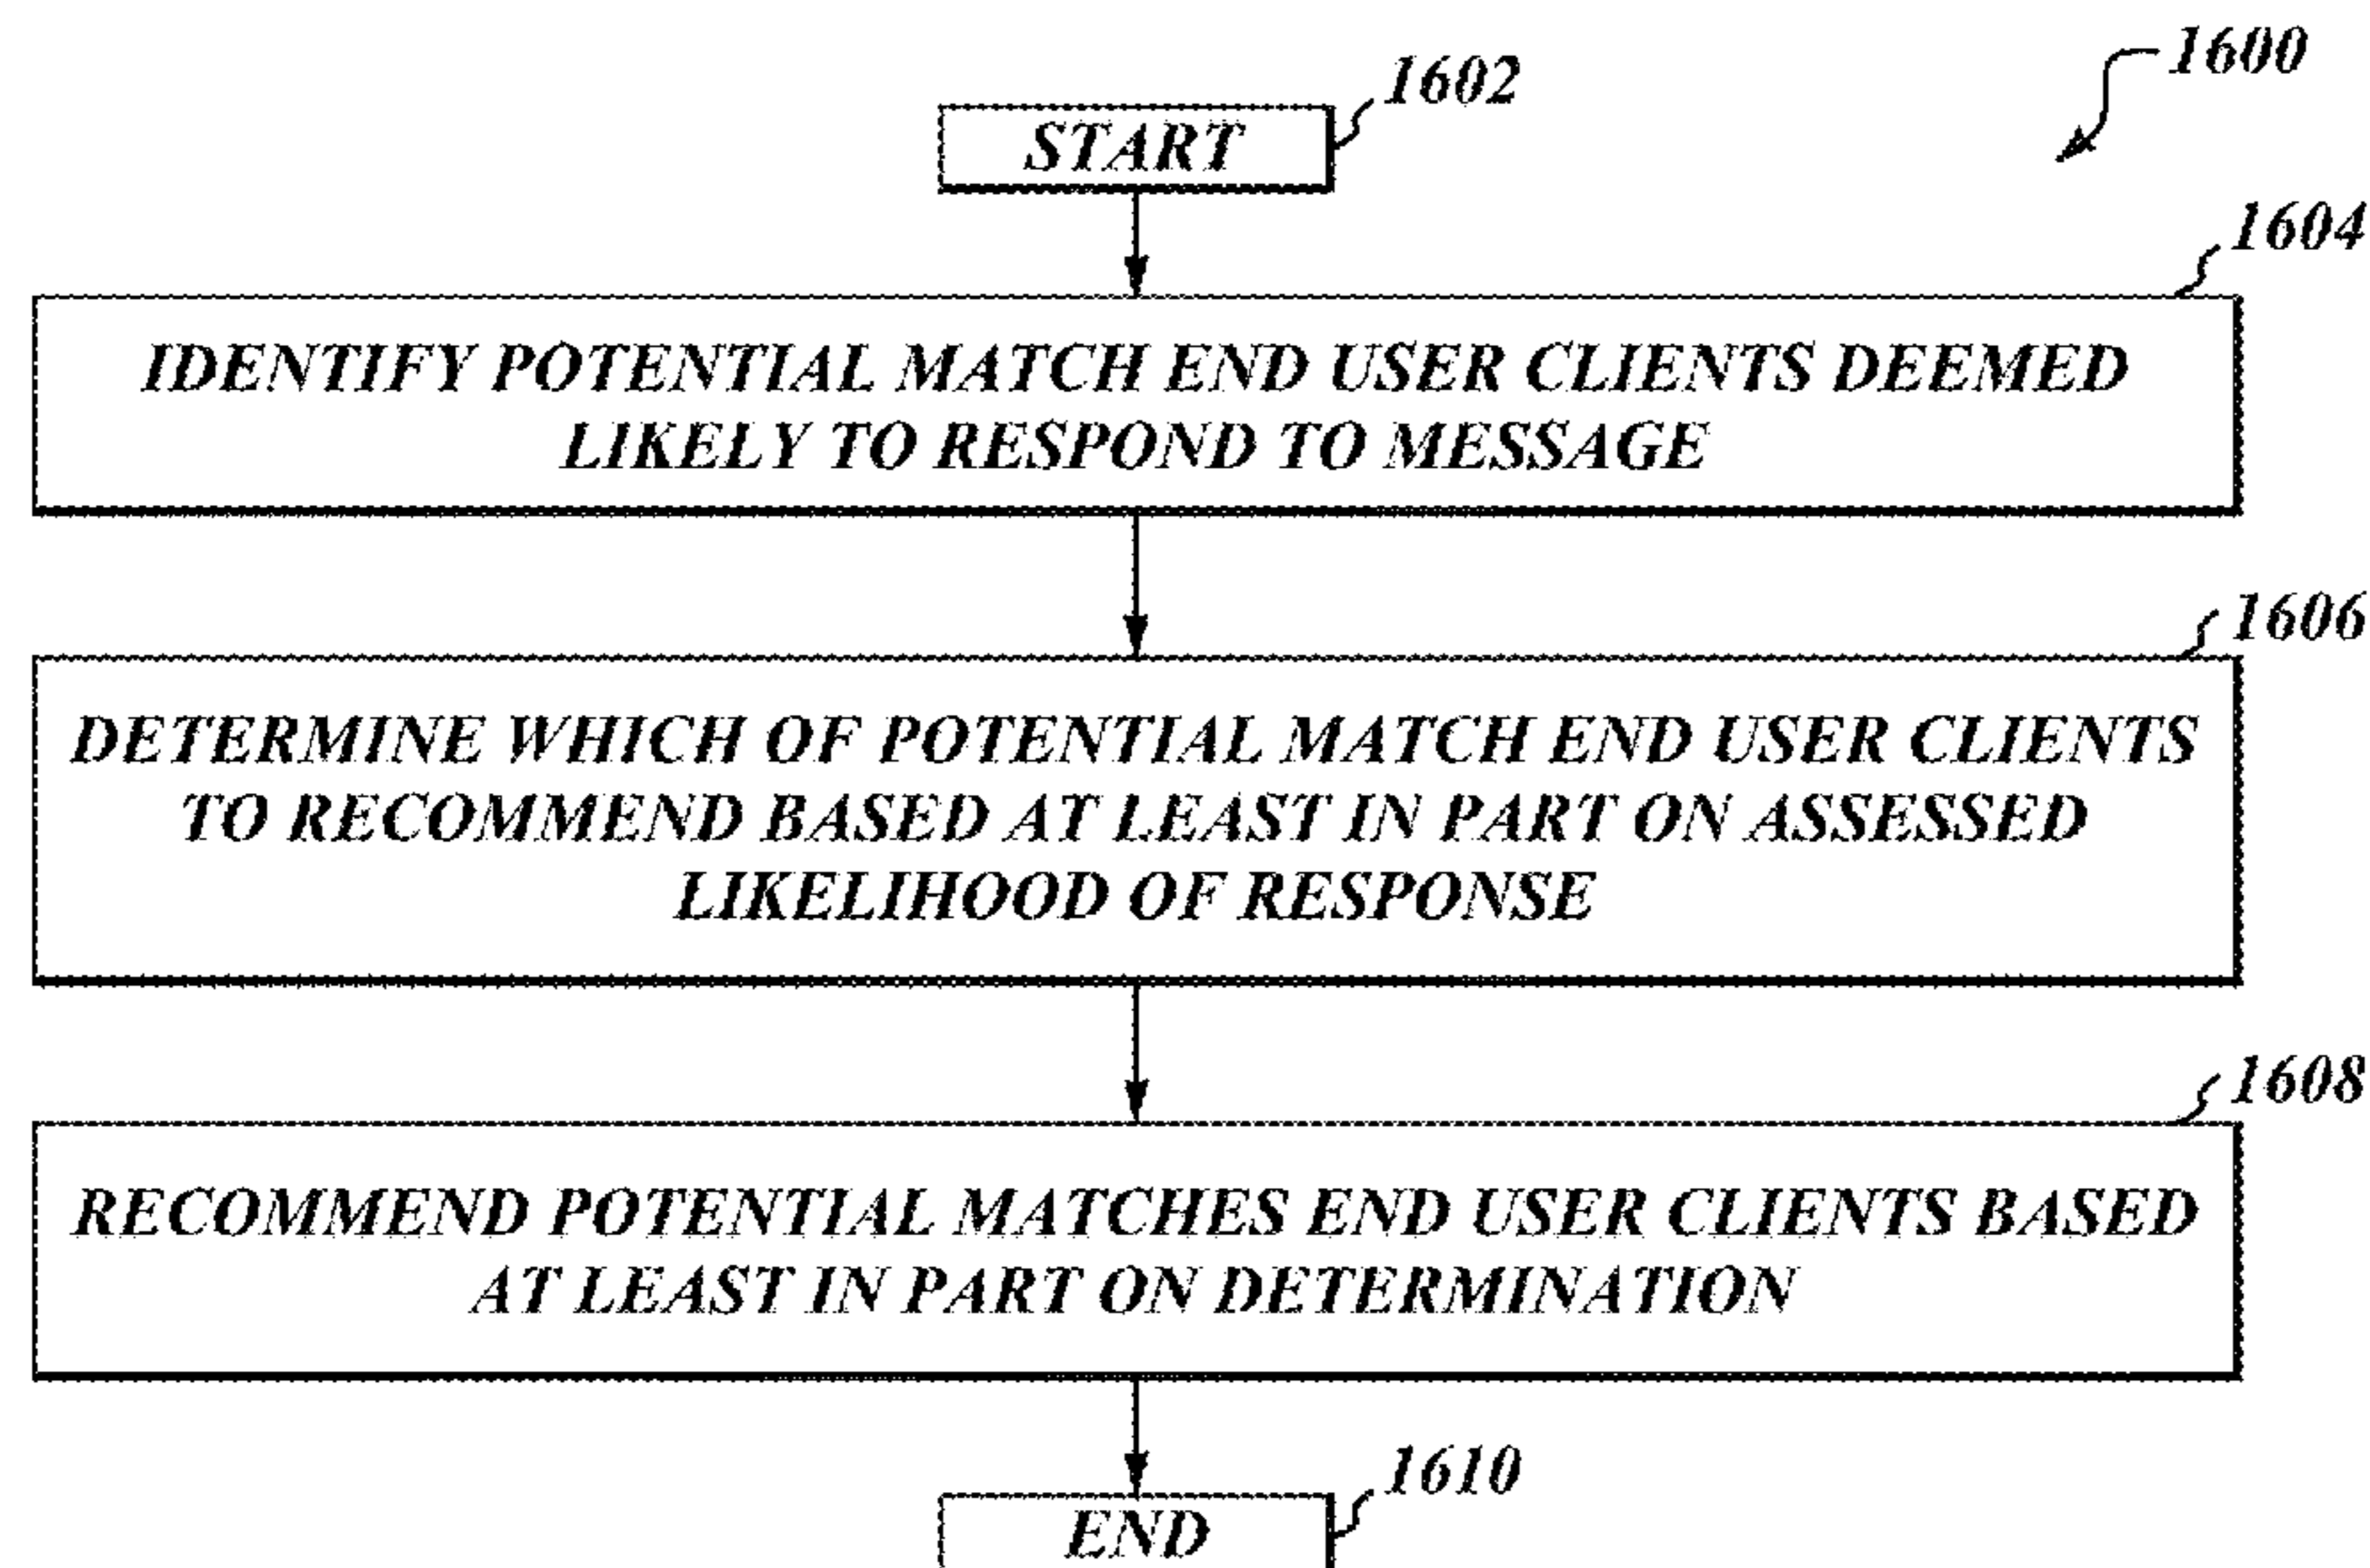 1600
1602
START
1604
IDENTIFY POTENTIAL MATCH END USER CLIENTS DEEMED
LIKELY TO RESPOND TO MESSAGE
1606
DETERMINE WHICH OF POTENTIAL MATCH END USER CLIENTS
TO RECOMMEND BASED AT LEAST IN PART ON ASSESSED
LIKELIHOOD OF RESPONSE
1608
RECOMMEND POTENTIAL MATCHES END USER CLIENTS BASED
AT LEAST IN PART ON DETERMINATION
1610
END